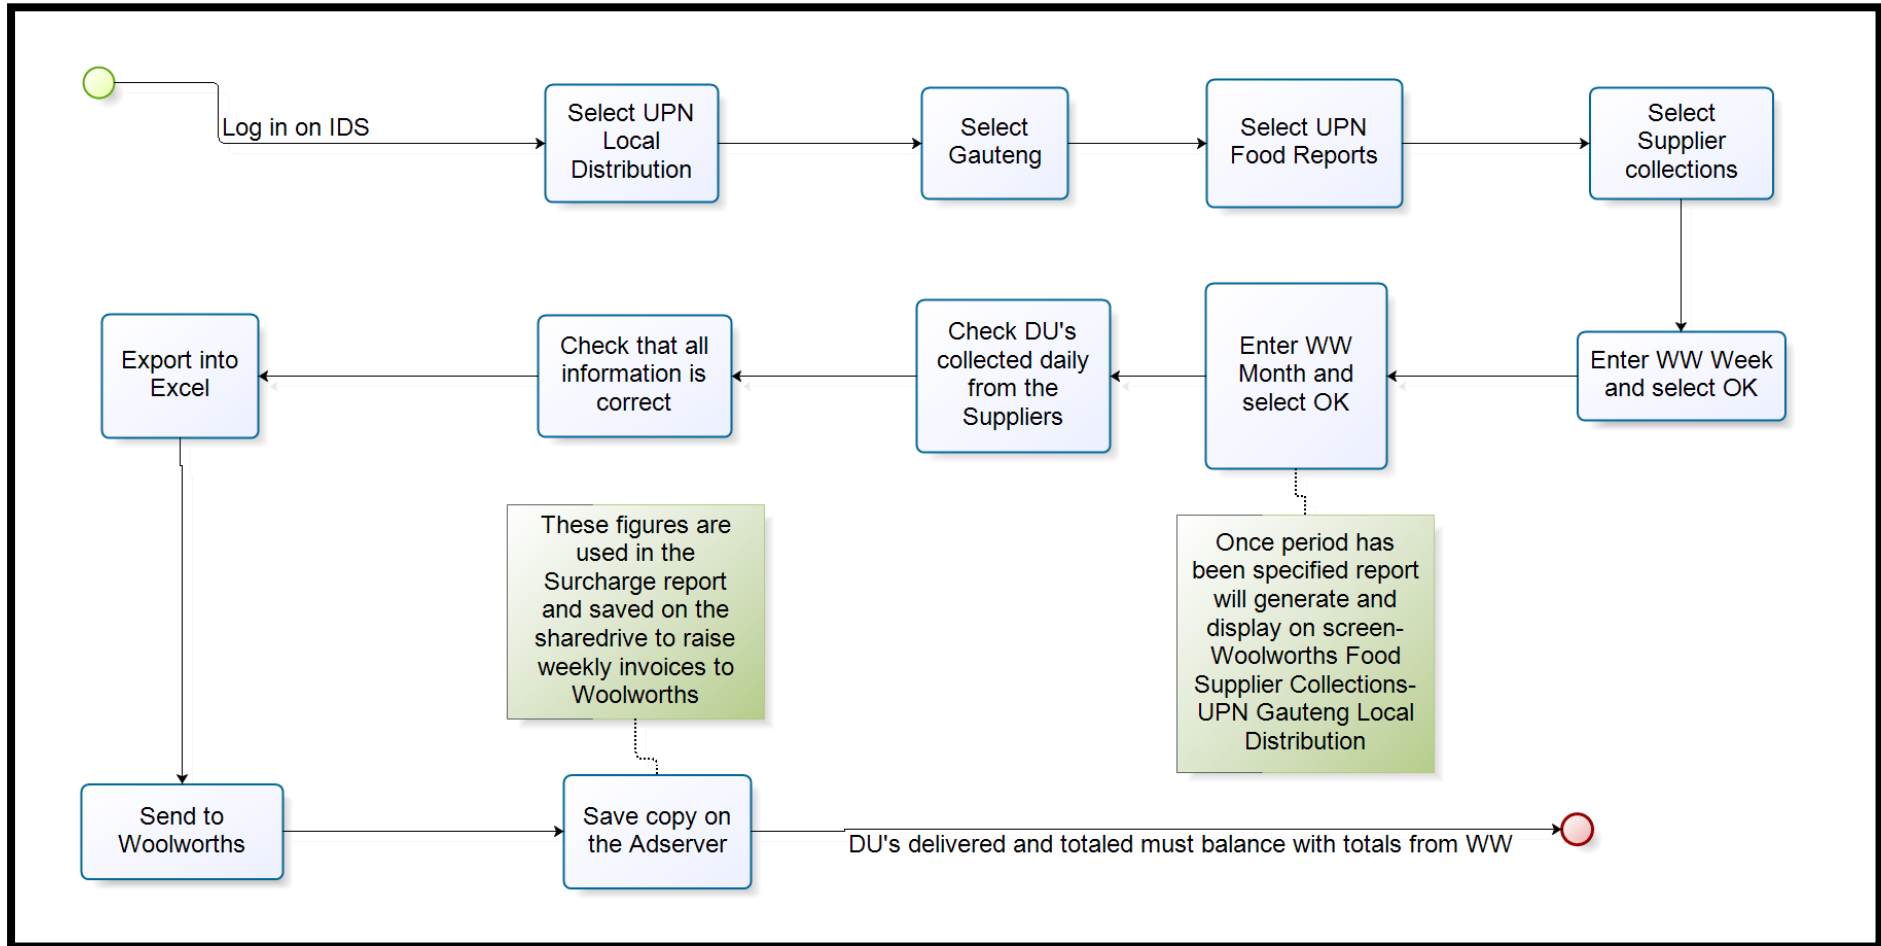 Log in on IDS
Select UPN
Local
Distribution
Select
Gauteng
Select UPN
Food Reports
Select
Supplier
collections
Enter WW Week
and select OK
Enter WW
Month and
select OK
Check DU's
collected daily
from the
Suppliers
Check that all
information is
correct
Export into
Excel
These figures are
used in the
Surcharge report
and saved on the
sharedrive to raise
weekly invoices to
Woolworths
Once period has
been specified report
will generate and
display on screen-
Woolworths Food
Supplier Collections-
UPN Gauteng Local
Distribution
Send to
Woolworths
Save copy on
the Adserver
DU's delivered and totaled must balance with totals from WW